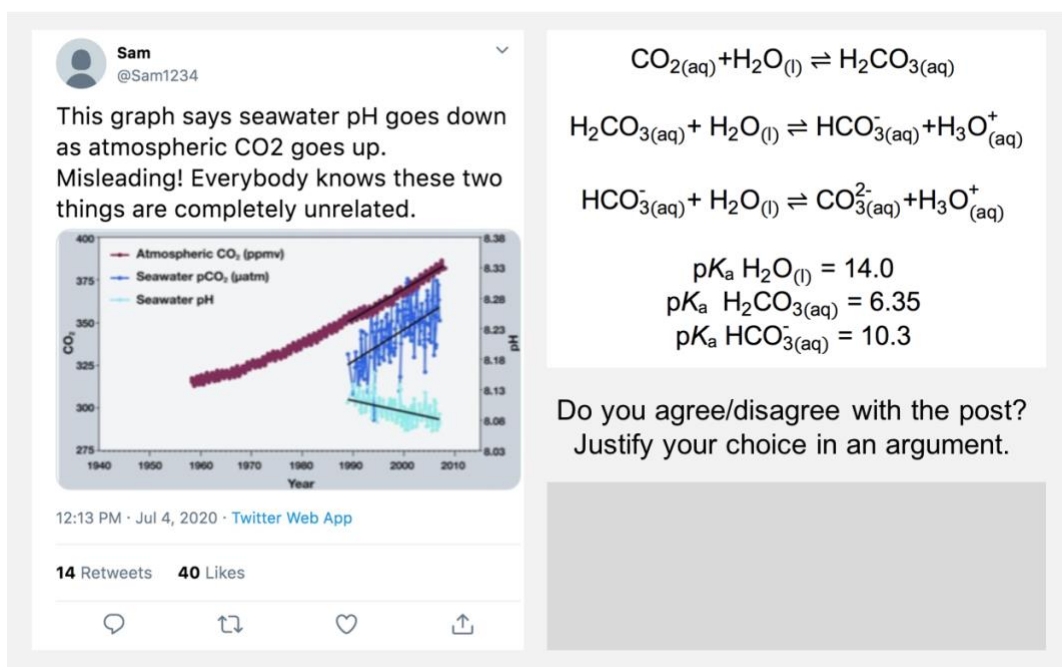 Sam
@Sam1234
This graph says seawater pH goes down
as atmospheric CO2 goes up.
Misleading! Everybody knows these two
things are completely unrelated.
400
375
350
325
300
275
CO₂
Atmospheric CO₂ (ppmv)
Seawater pCO₂ (µatm)
Seawater pH
8.38
8.33
8.28
8.23
8.18
8.13
8.08
8.03
pH
1940 1950 1960 1970 1980 1990 2000 2010
Year
12:13 PM · Jul 4, 2020 · Twitter Web App
14 Retweets 40 Likes
CO₂(aq)+H₂O(l) ⇌ H₂CO₃(aq)
H₂CO₃(aq)+ H₂O(l) ⇌ HCO₃⁻(aq)+H₃O⁺(aq)
HCO₃⁻(aq)+ H₂O(l) ⇌ CO₃²⁻(aq)+H₃O⁺(aq)
pKa H₂O(l) = 14.0
pKa H₂CO₃(aq) = 6.35
pKa HCO₃⁻(aq) = 10.3
Do you agree/disagree with the post?
Justify your choice in an argument.